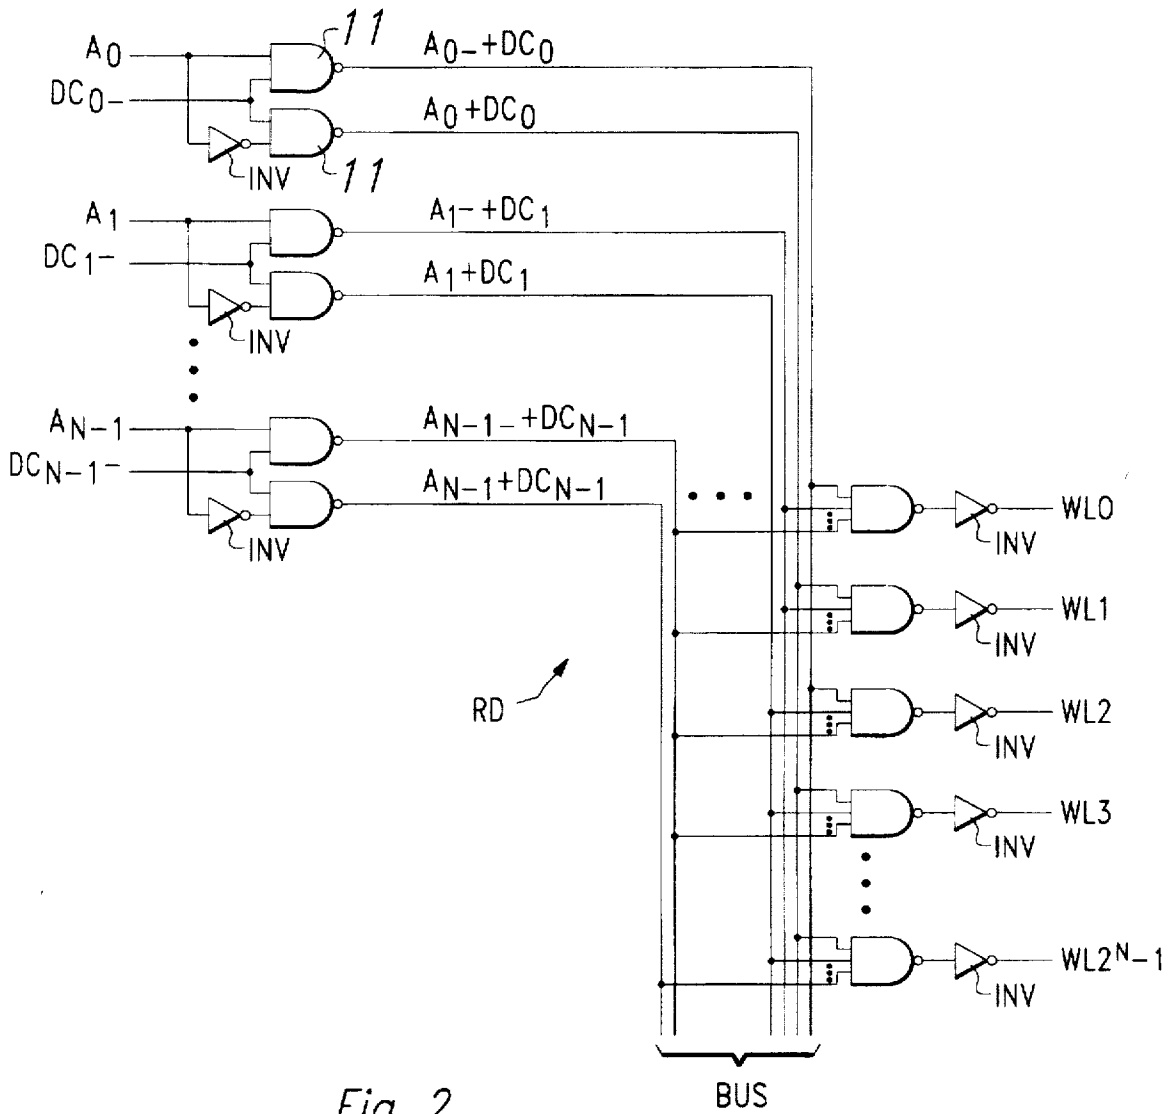 A0
11
A0-+DC0
DC0-
A0+DC0
INV
11
A1
A1-+DC1
DC1-
A1+DC1
INV
AN-1
AN-1-+DCN-1
DCN-1-
AN-1+DCN-1
INV
WL0
INV
WL1
INV
RD
WL2
INV
WL3
INV
WL2N-1
INV
BUS
Fig. 2